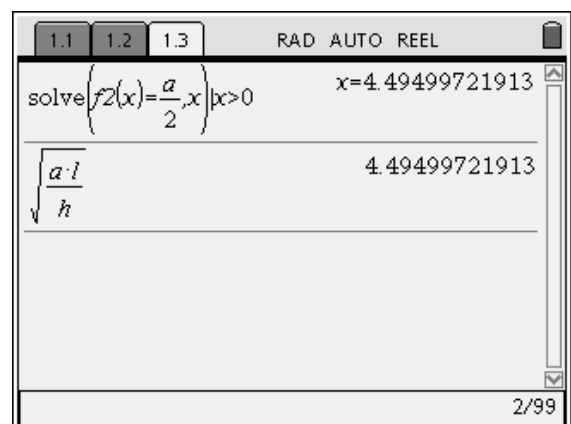 1.1 1.2 1.3 RAD AUTO REEL
solve(f2(x)=a/2,x)|x>0 x=4.49499721913
√(a·l/h) 4.49499721913
2/99